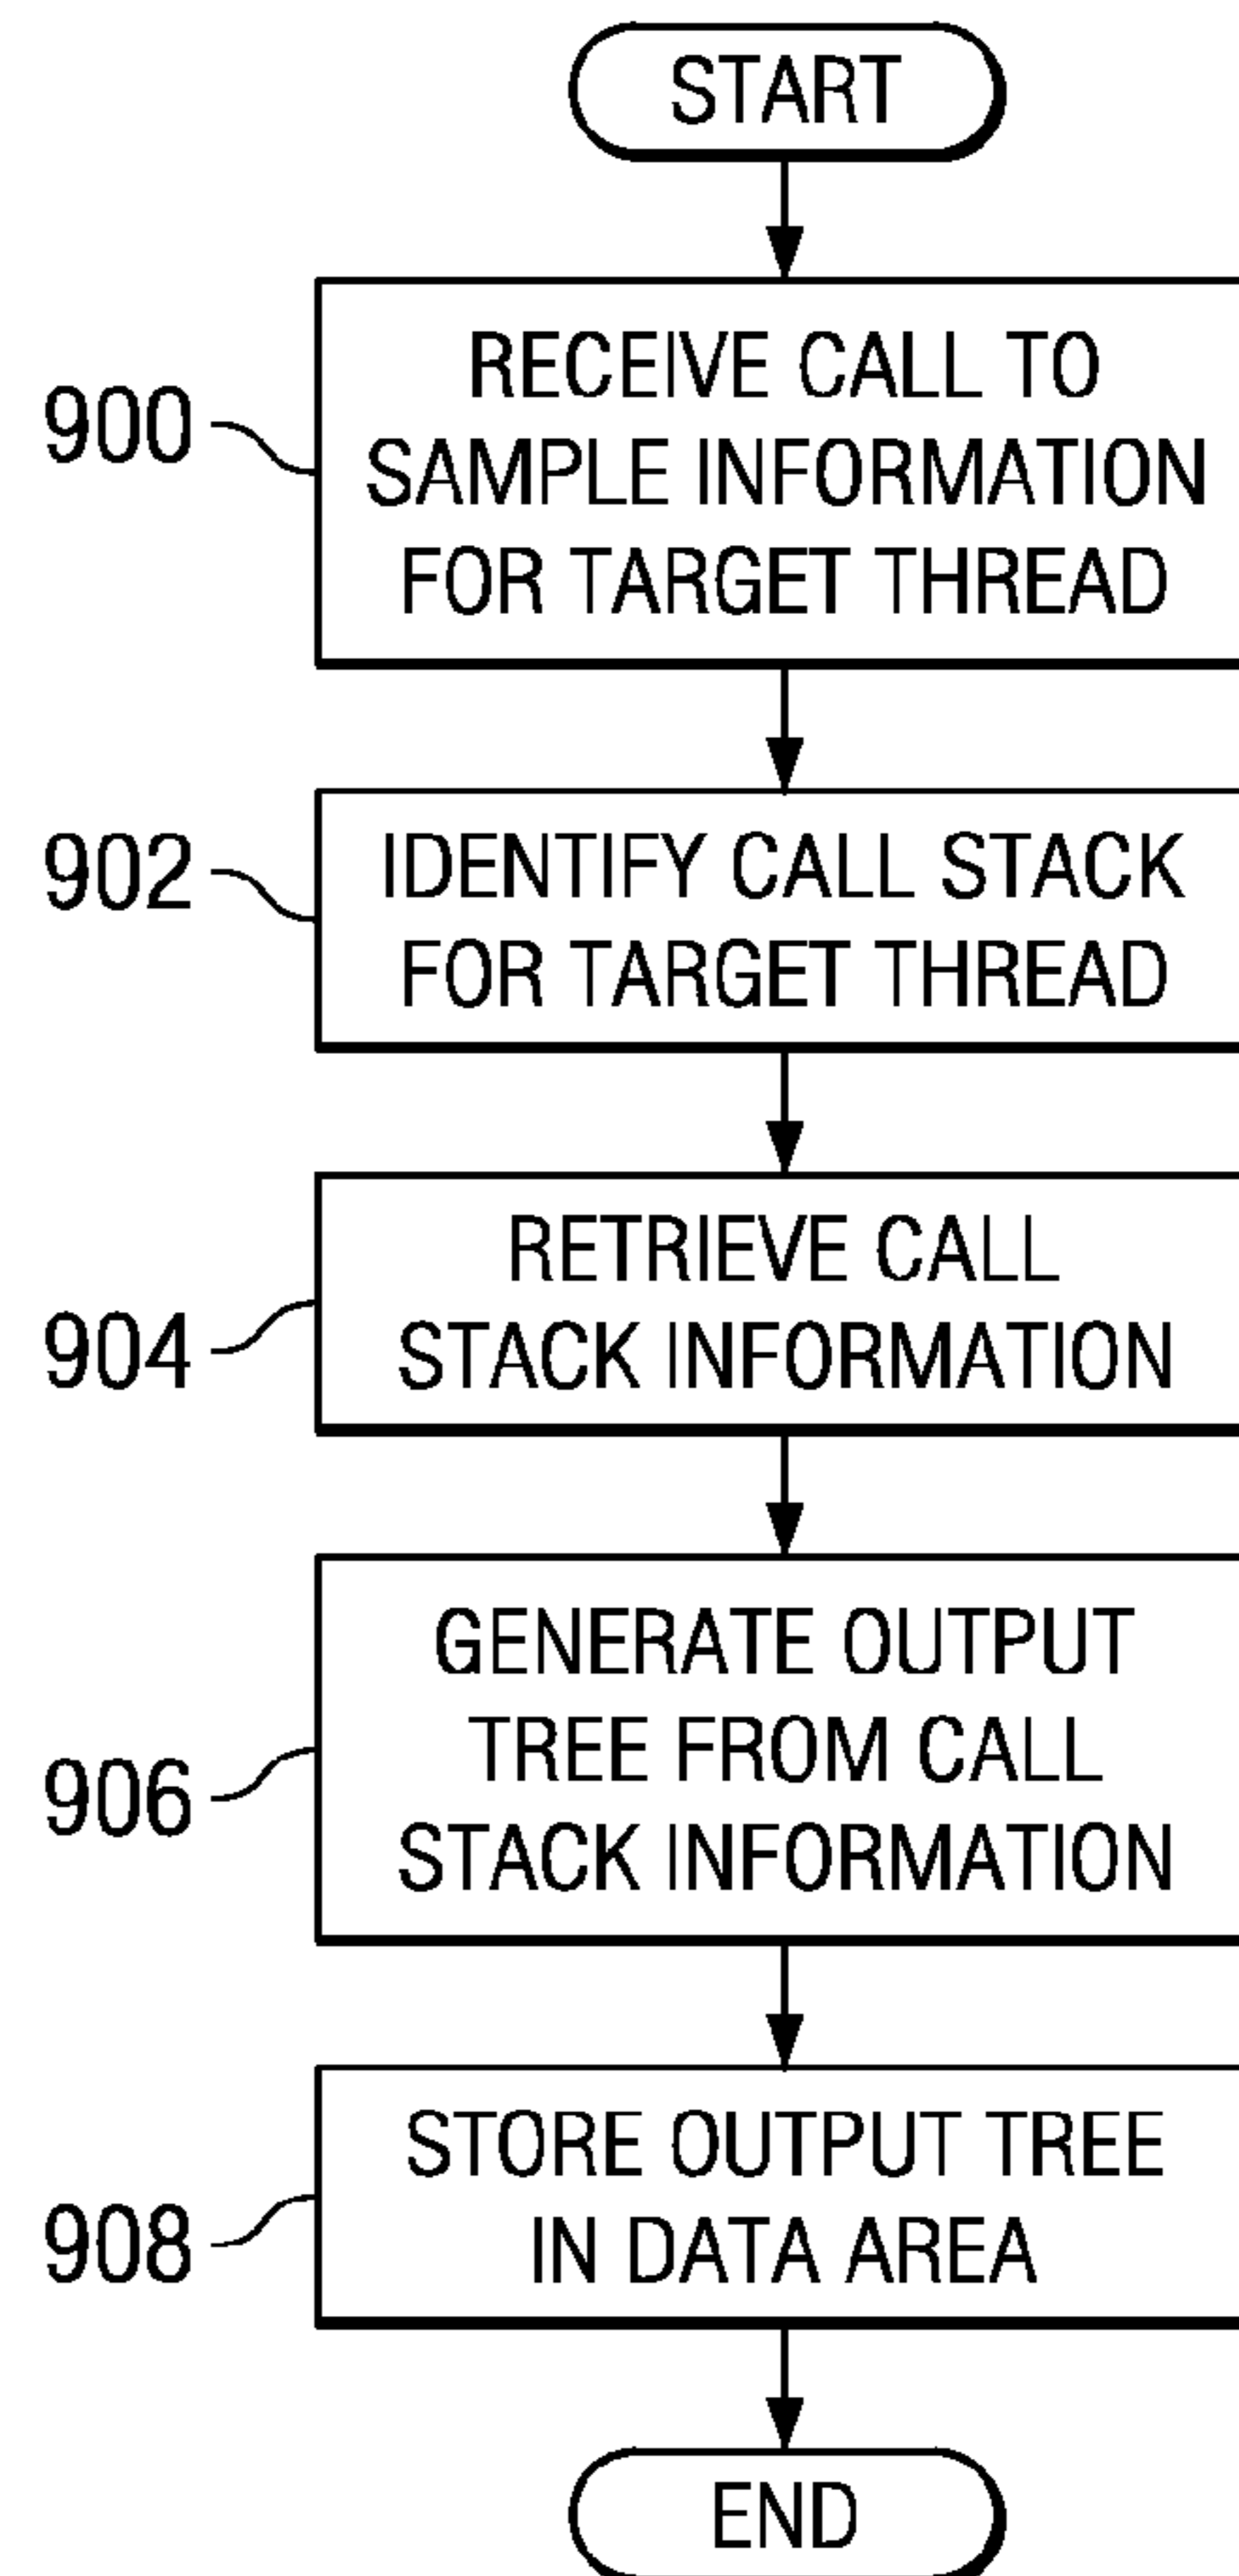 START
900
RECEIVE CALL TO
SAMPLE INFORMATION
FOR TARGET THREAD
902
IDENTIFY CALL STACK
FOR TARGET THREAD
904
RETRIEVE CALL
STACK INFORMATION
906
GENERATE OUTPUT
TREE FROM CALL
STACK INFORMATION
908
STORE OUTPUT TREE
IN DATA AREA
END